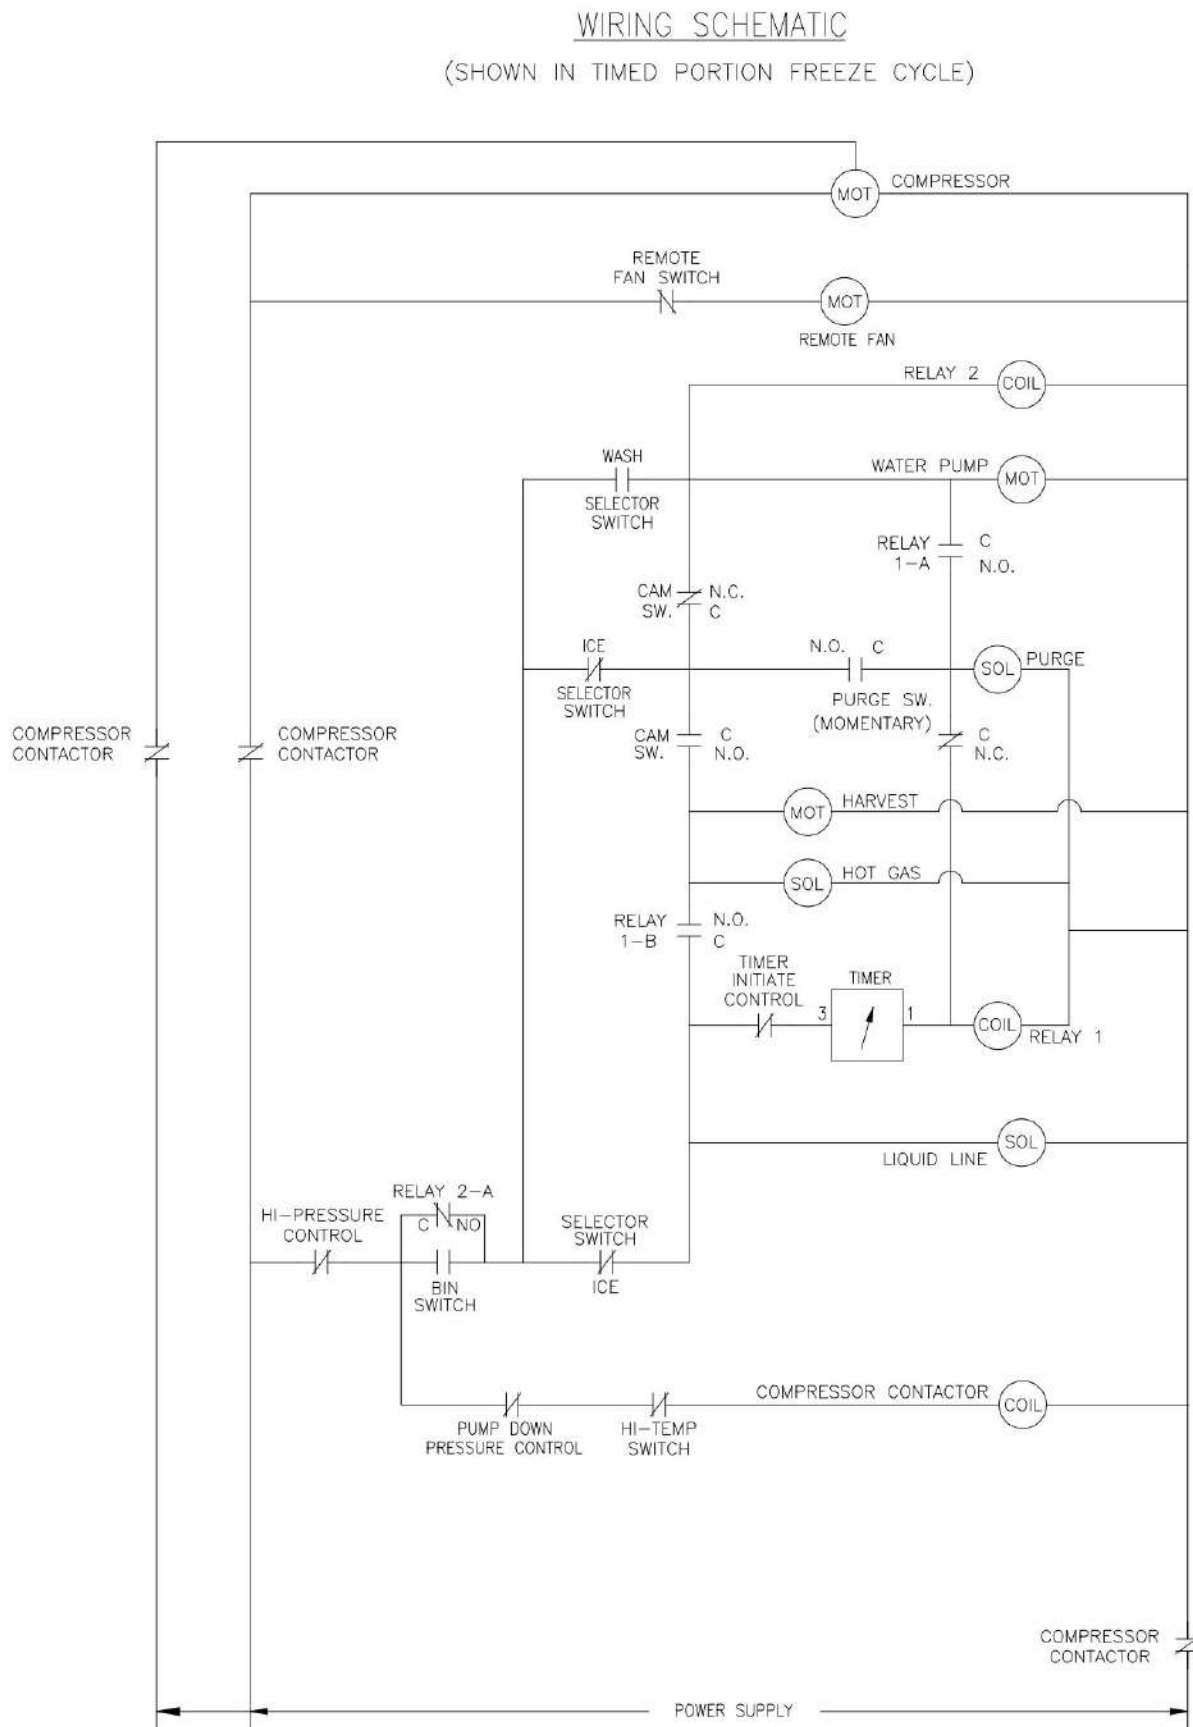 WIRING SCHEMATIC
(SHOWN IN TIMED PORTION FREEZE CYCLE)
MOT
COMPRESSOR
REMOTE
FAN SWITCH
MOT
REMOTE FAN
RELAY 2
COIL
WASH
SELECTOR
SWITCH
WATER PUMP
MOT
RELAY
1-A
C
N.O.
CAM
SW.
N.C.
C
ICE
SELECTOR
SWITCH
N.O. C
PURGE SW.
(MOMENTARY)
SOL
PURGE
COMPRESSOR
CONTACTOR
COMPRESSOR
CONTACTOR
CAM
SW.
C
N.O.
C
N.C.
MOT
HARVEST
SOL
HOT GAS
RELAY
1-B
N.O.
C
TIMER
INITIATE
CONTROL
TIMER
3
1
COIL
RELAY 1
SOL
LIQUID LINE
HI-PRESSURE
CONTROL
RELAY 2-A
C
NO
BIN
SWITCH
SELECTOR
SWITCH
ICE
PUMP DOWN
PRESSURE CONTROL
HI-TEMP
SWITCH
COMPRESSOR CONTACTOR
COIL
COMPRESSOR
CONTACTOR
POWER SUPPLY